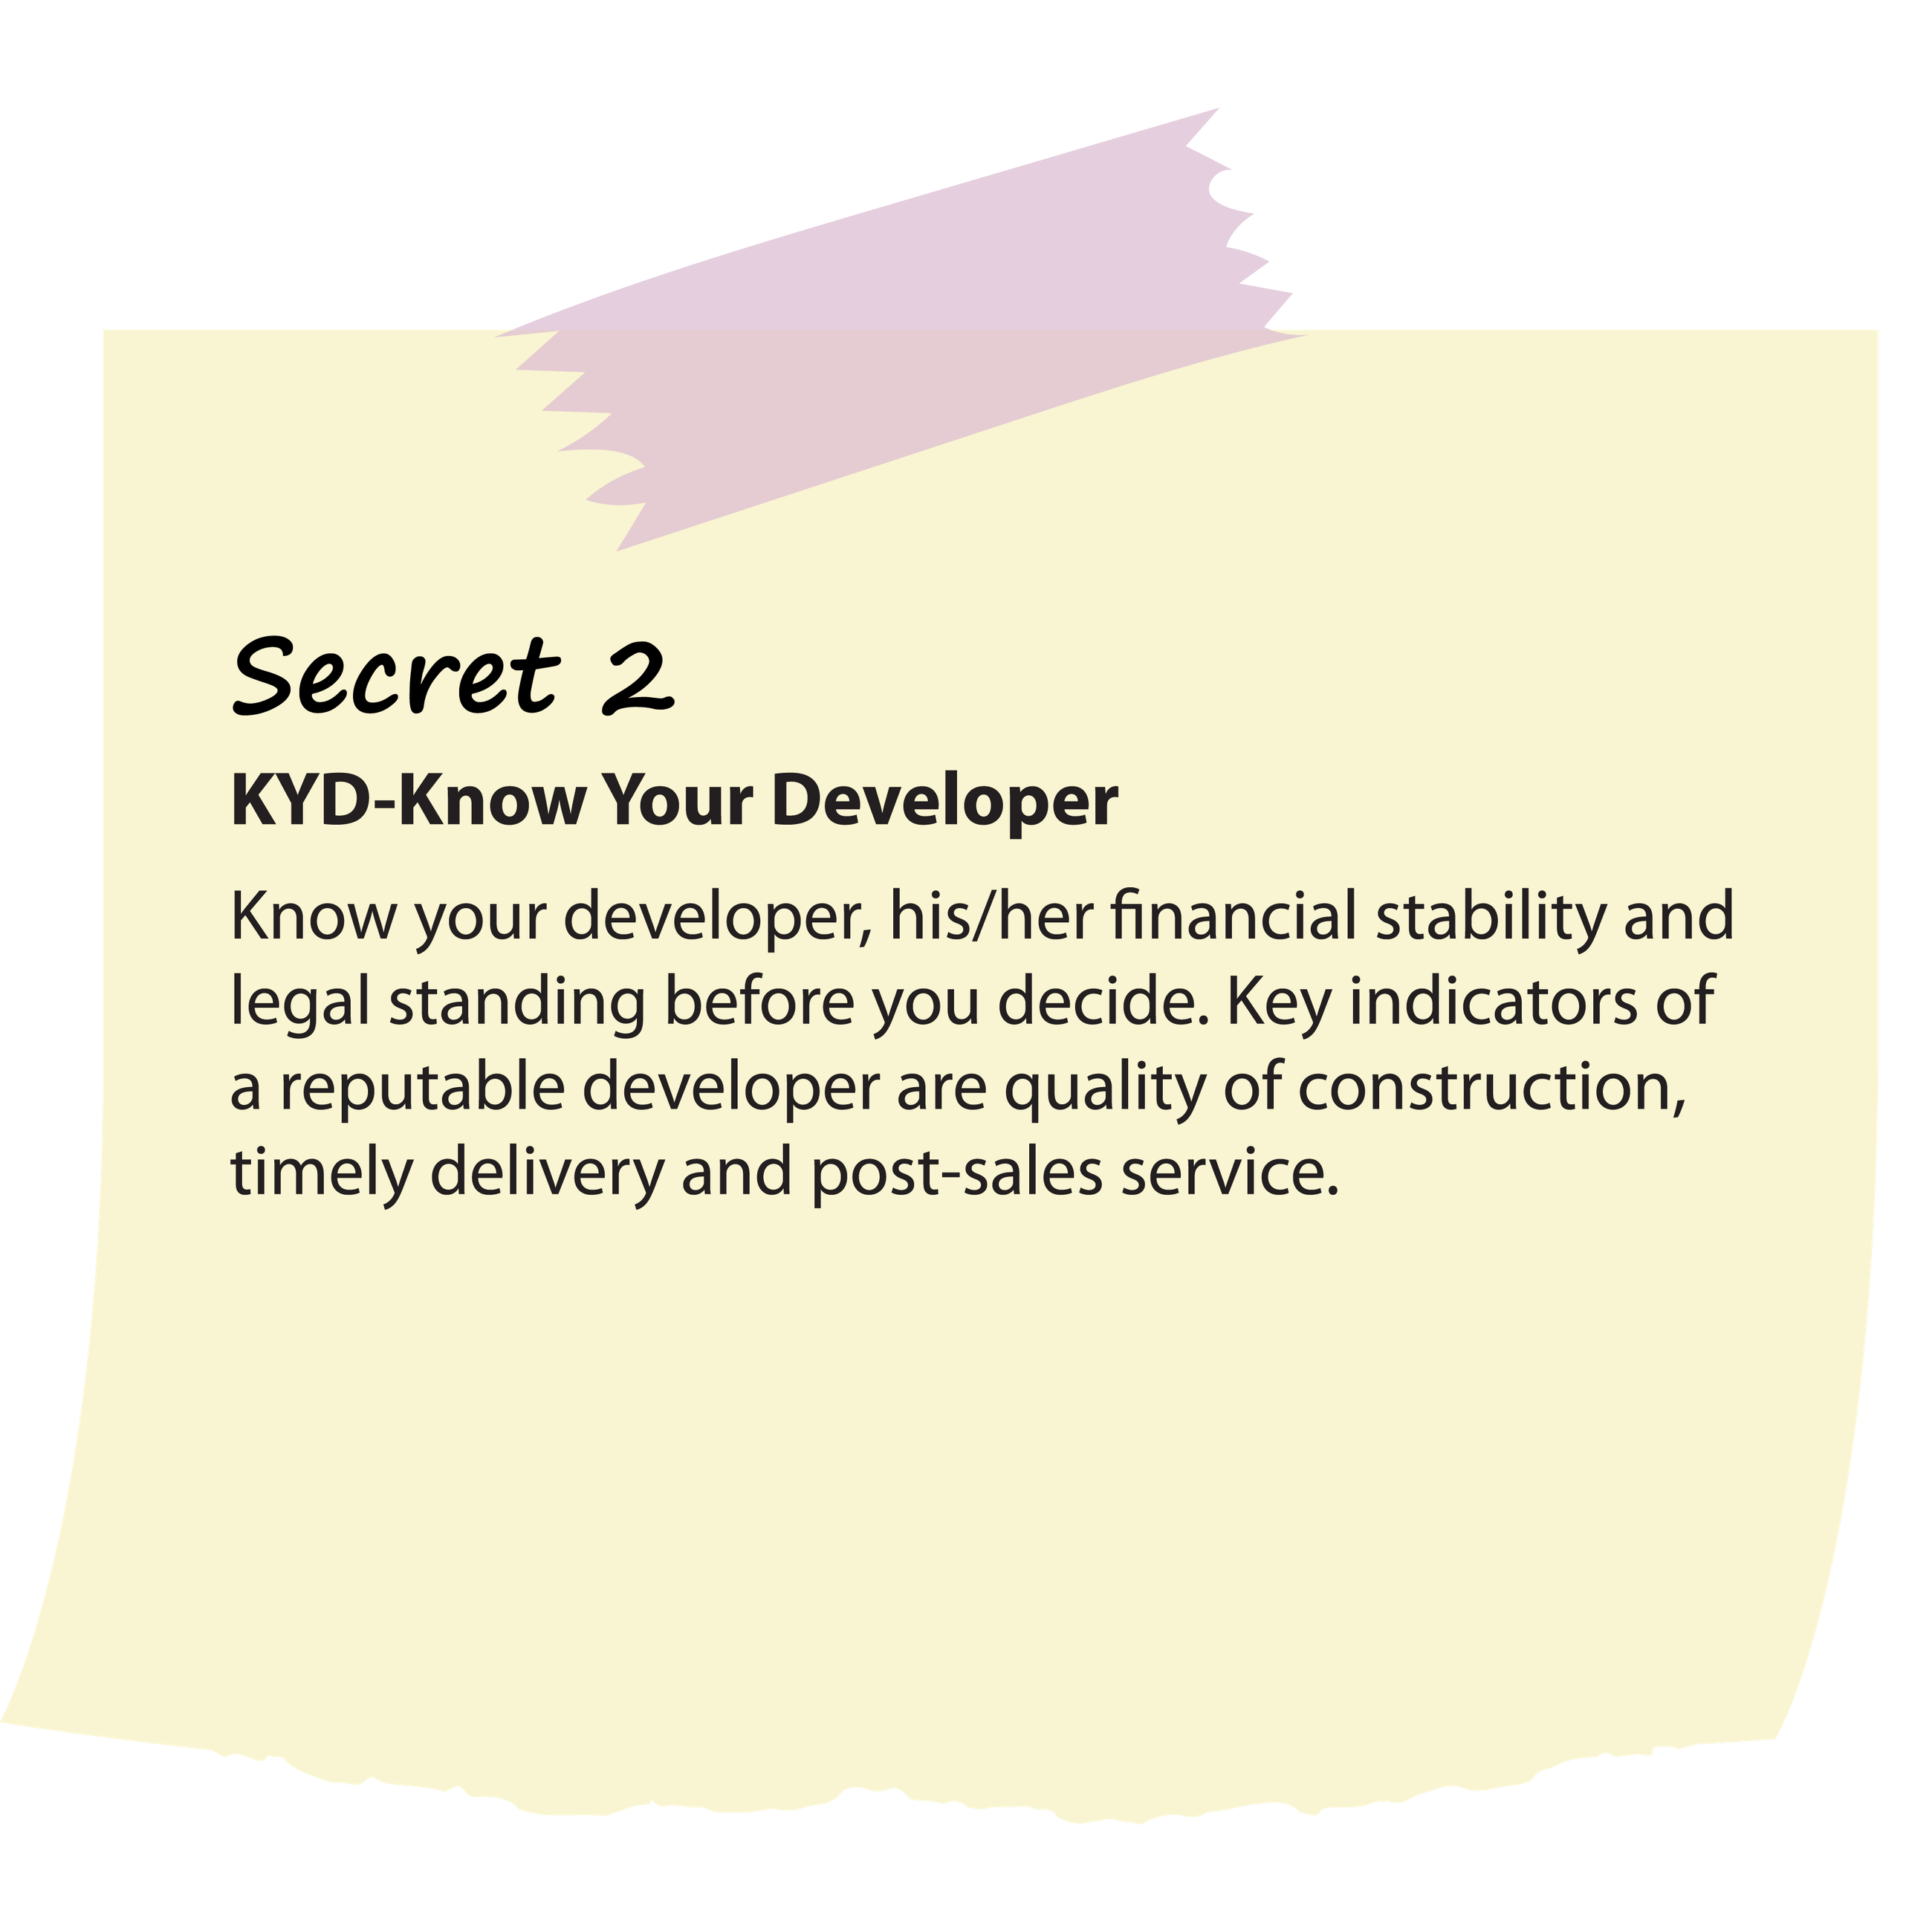 Secret 2
KYD-Know Your Developer
Know your developer, his/her financial stability and
legal standing before you decide. Key indicators of
a reputable developer are quality of construction,
timely delivery and post-sales service.